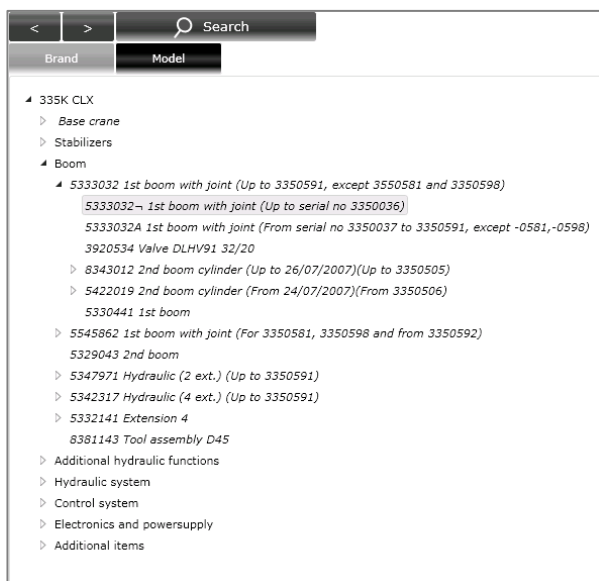 < > Search
Brand Model
335K CLX
Base crane
Stabilizers
Boom
5333032 1st boom with joint (Up to 3350591, except 3550581 and 3350598)
5333032¬ 1st boom with joint (Up to serial no 3350036)
5333032A 1st boom with joint (From serial no 3350037 to 3350591, except -0581,-0598)
3920534 Valve DLHV91 32/20
8343012 2nd boom cylinder (Up to 26/07/2007)(Up to 3350505)
5422019 2nd boom cylinder (From 24/07/2007)(From 3350506)
5330441 1st boom
5545862 1st boom with joint (For 3350581, 3350598 and from 3350592)
5329043 2nd boom
5347971 Hydraulic (2 ext.) (Up to 3350591)
5342317 Hydraulic (4 ext.) (Up to 3350591)
5332141 Extension 4
8381143 Tool assembly D45
Additional hydraulic functions
Hydraulic system
Control system
Electronics and powersupply
Additional items